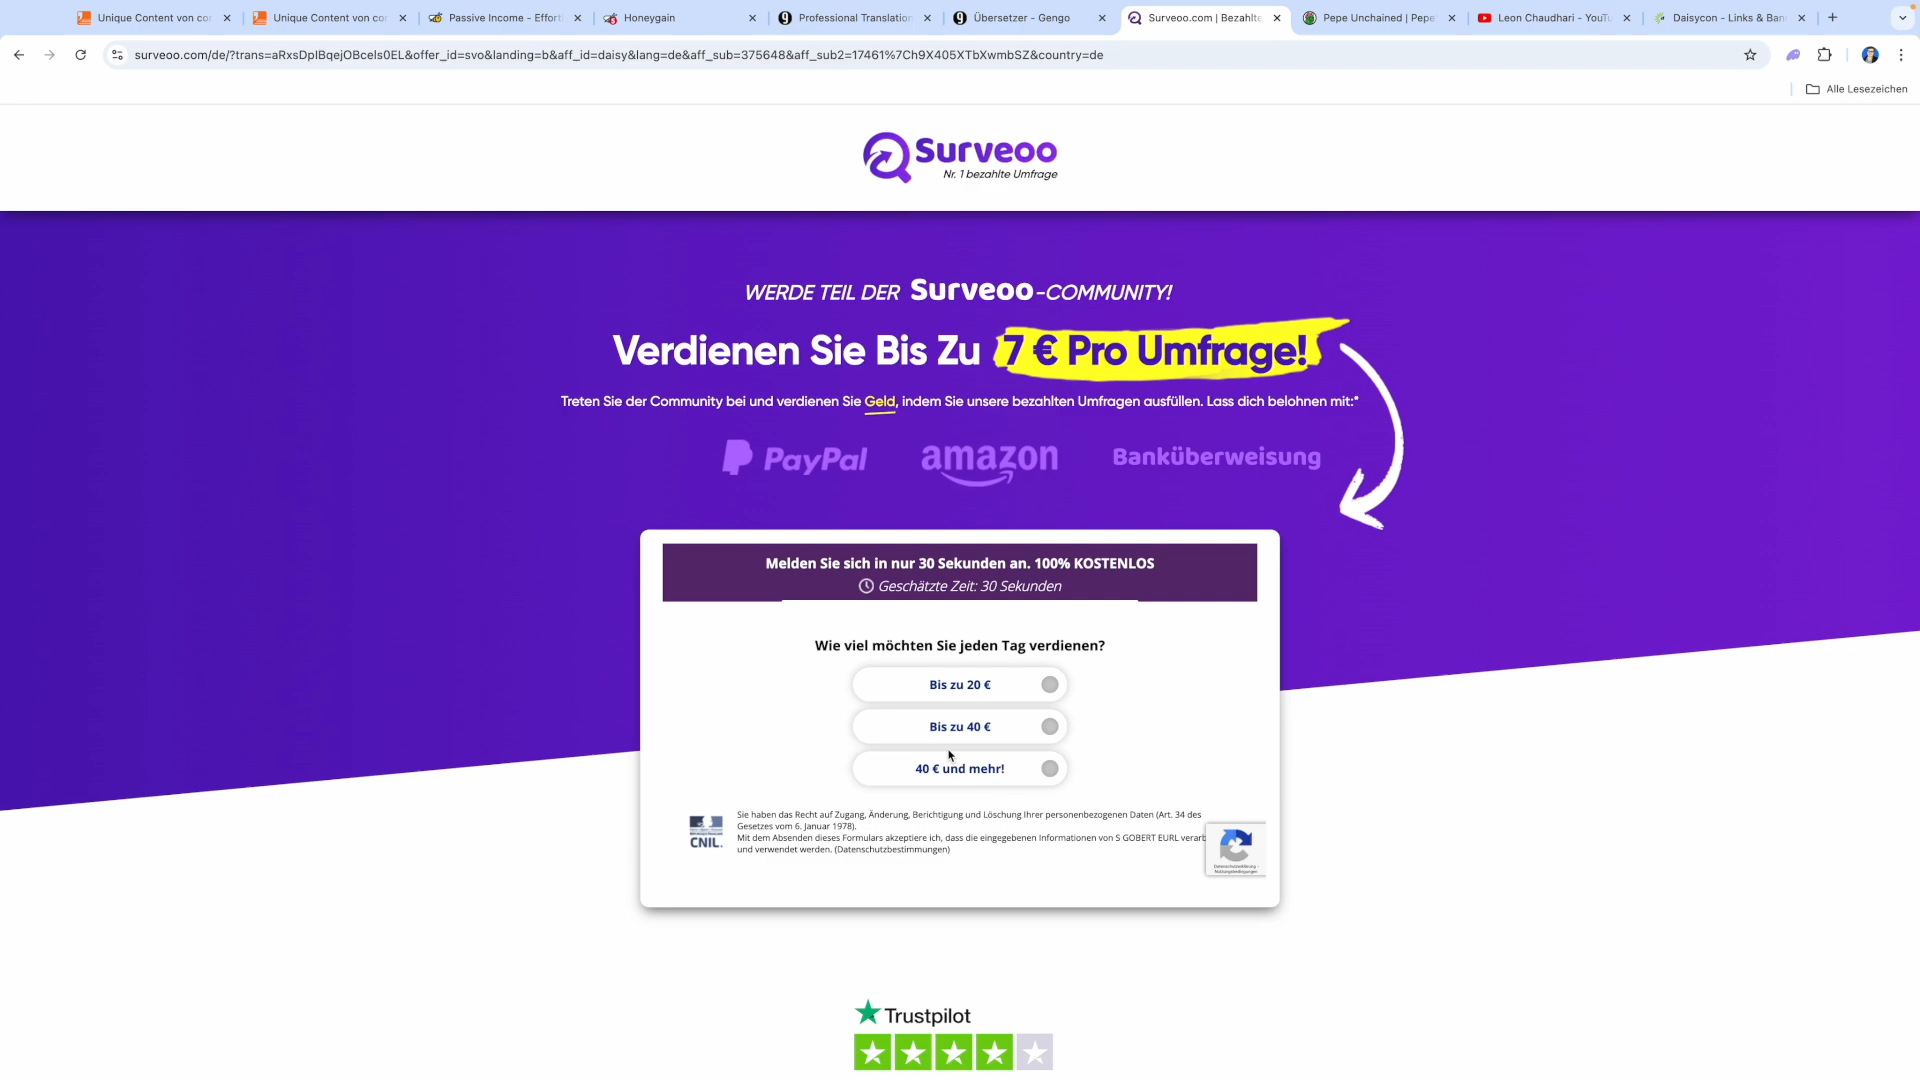 Unique Content von co
Unique Content von co
Passive Income - Effort
Honeygain
Professional Translation
Übersetzer - Gengo
Surveoo.com | Bezahlte
Pepe Unchained | Pepe
Leon Chaudhari - YouTu
Daisycon - Links & Ban
surveoo.com/de/?trans=aRxsDplBqejOBcels0EL&offer_id=svo&landing=b&aff_id=daisy&lang=de&aff_sub=375648&aff_sub2=17461%7Ch9X405XTbXwmbSZ&country=de
Alle Lesezeichen
Surveoo
Nr. 1 bezahlte Umfrage
WERDE TEIL DER Surveoo-COMMUNITY!
Verdienen Sie Bis Zu 7 € Pro Umfrage!
Treten Sie der Community bei und verdienen Sie Geld, indem Sie unsere bezahlten Umfragen ausfüllen. Lass dich belohnen mit:*
PayPal amazon Banküberweisung
Melden Sie sich in nur 30 Sekunden an. 100% KOSTENLOS
Geschätzte Zeit: 30 Sekunden
Wie viel möchten Sie jeden Tag verdienen?
Bis zu 20 €
Bis zu 40 €
40 € und mehr!
CNIL.
Sie haben das Recht auf Zugang, Änderung, Berichtigung und Löschung Ihrer personenbezogenen Daten (Art. 34 des
Gesetzes vom 6. Januar 1978).
Mit dem Absenden dieses Formulars akzeptiere ich, dass die eingegebenen Informationen von S GOBERT EURL verarb
und verwendet werden. (Datenschutzbestimmungen)
Datenschutzerklärung -
Nutzungsbedingungen
Trustpilot